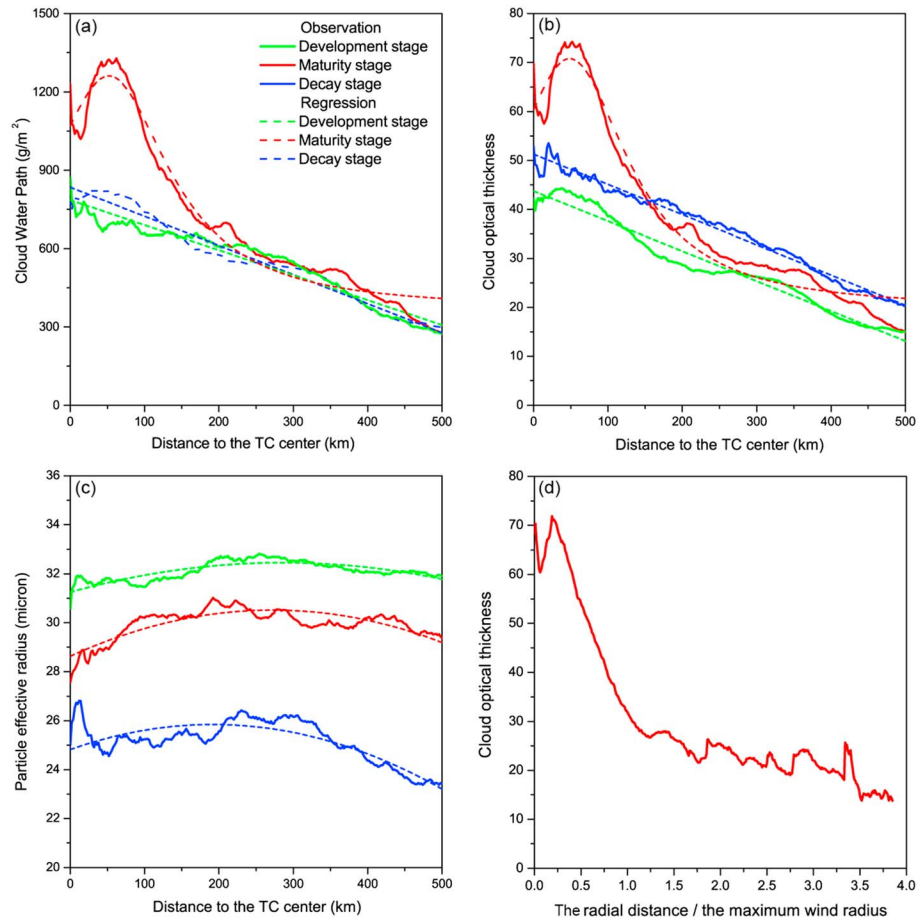 (a)
Observation
Development stage
Maturity stage
Decay stage
Regression
Development stage
Maturity stage
Decay stage
Cloud Water Path (g/m²)
1500
1200
900
600
300
0
0 100 200 300 400 500
Distance to the TC center (km)
(b)
Cloud optical thickness
80
70
60
50
40
30
20
10
0
0 100 200 300 400 500
Distance to the TC center (km)
(c)
Particle effective radius (micron)
36
34
32
30
28
26
24
22
20
0 100 200 300 400 500
Distance to the TC center (km)
(d)
Cloud optical thickness
80
70
60
50
40
30
20
10
0
0.0 0.5 1.0 1.5 2.0 2.5 3.0 3.5 4.0
The radial distance / the maximum wind radius